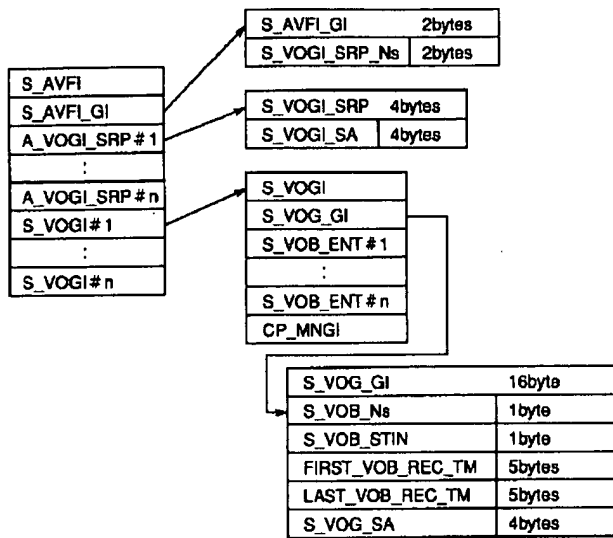 S_AVFI
S_AVFI_GI
A_VOGI_SRP#1
:
A_VOGI_SRP#n
S_VOGI#1
:
S_VOGI#n
S_AVFI_GI 2bytes
S_VOGI_SRP_Ns 2bytes
S_VOGI_SRP 4bytes
S_VOGI_SA 4bytes
S_VOGI
S_VOG_GI
S_VOB_ENT#1
:
S_VOB_ENT#n
CP_MNGI
S_VOG_GI 16byte
S_VOB_Ns 1byte
S_VOB_STIN 1byte
FIRST_VOB_REC_TM 5bytes
LAST_VOB_REC_TM 5bytes
S_VOG_SA 4bytes